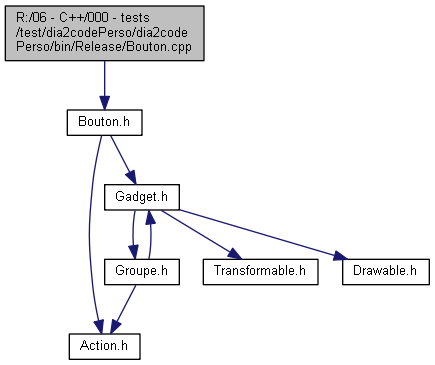 R:/06 - C++/000 - tests
/test/dia2codePerso/dia2code
Perso/bin/Release/Bouton.cpp
Bouton.h
Gadget.h
Groupe.h
Transformable.h
Drawable.h
Action.h